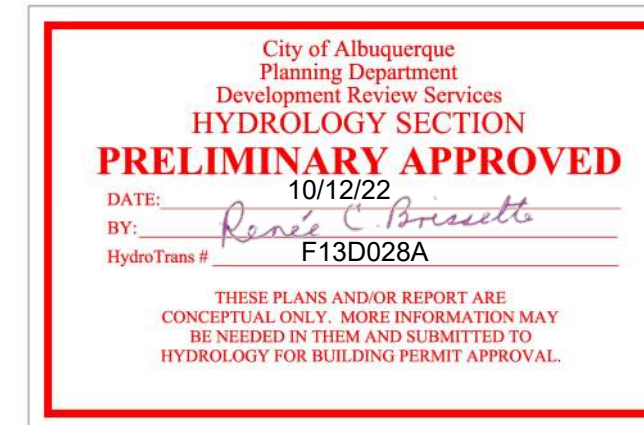 City of Albuquerque
Planning Department
Development Review Services
HYDROLOGY SECTION
PRELIMINARY APPROVED
DATE: 10/12/22
BY: Renée C. Brissette
HydroTrans # F13D028A
THESE PLANS AND/OR REPORT ARE
CONCEPTUAL ONLY. MORE INFORMATION MAY
BE NEEDED IN THEM AND SUBMITTED TO
HYDROLOGY FOR BUILDING PERMIT APPROVAL.